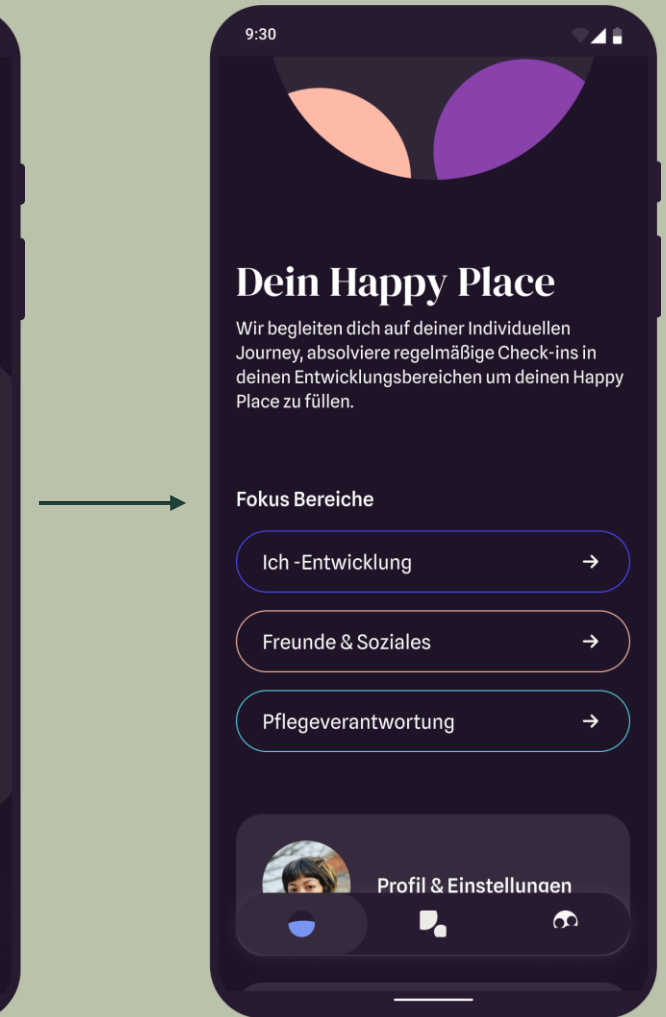 9:30
Dein Happy Place
Wir begleiten dich auf deiner Individuellen
Journey, absolviere regelmäßige Check-ins in
deinen Entwicklungsbereichen um deinen Happy
Place zu füllen.
Fokus Bereiche
Ich -Entwicklung
Freunde & Soziales
Pflegeverantwortung
Profil & Einstellungen